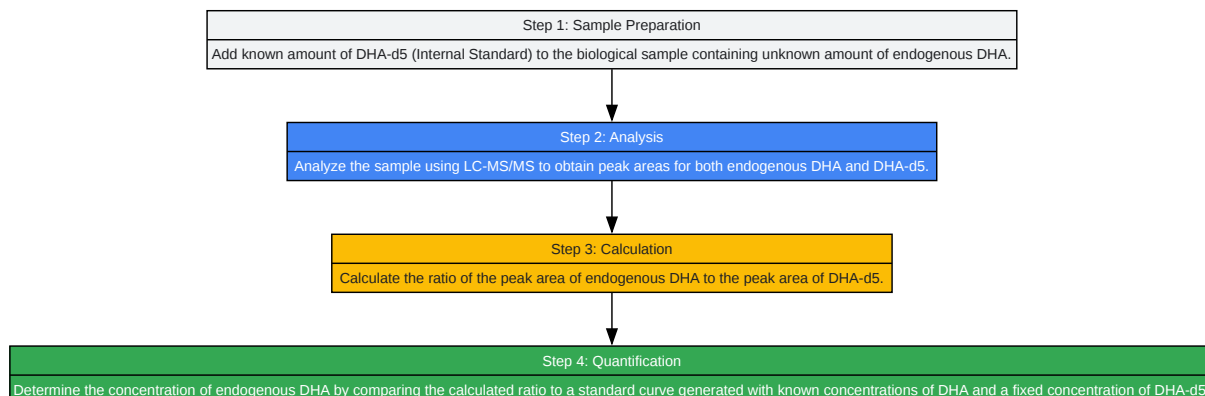 Step 1: Sample Preparation
Add known amount of DHA-d5 (Internal Standard) to the biological sample containing unknown amount of endogenous DHA.
Step 2: Analysis
Analyze the sample using LC-MS/MS to obtain peak areas for both endogenous DHA and DHA-d5.
Step 3: Calculation
Calculate the ratio of the peak area of endogenous DHA to the peak area of DHA-d5.
Step 4: Quantification
Determine the concentration of endogenous DHA by comparing the calculated ratio to a standard curve generated with known concentrations of DHA and a fixed concentration of DHA-d5